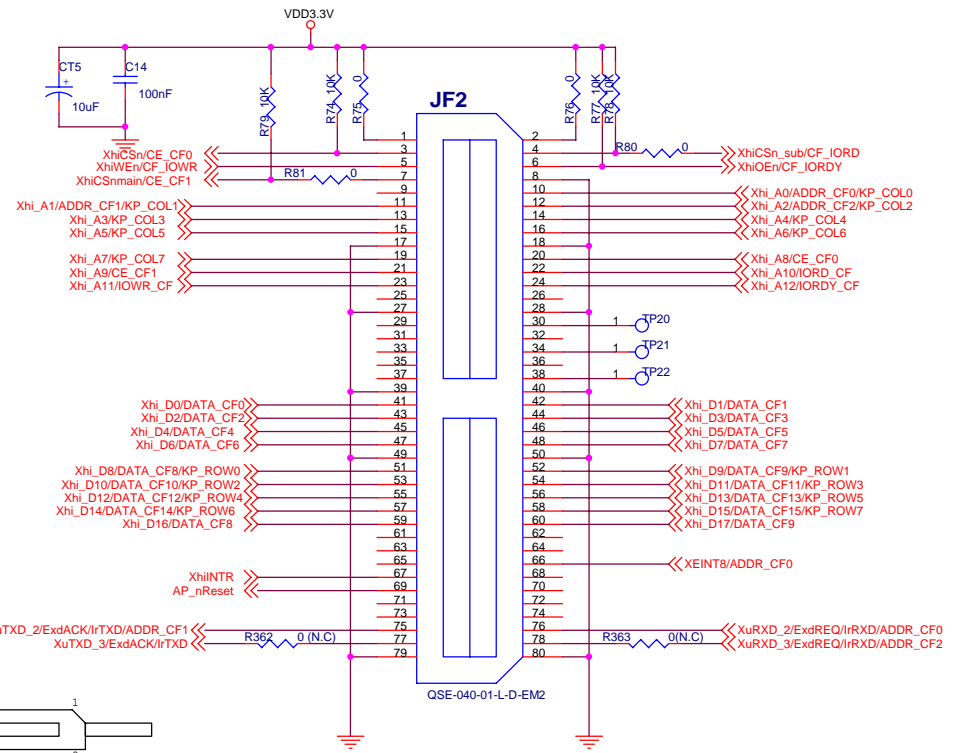 VDD3.3V
CT5
+
10uF
C14
100nF
R79 10K
R74 10K
R75 0
R76 0
R77 10K
R78 10K
JF2
1 2
XhiCSn/CE_CF0 3 4 R80 0 XhiCSn_sub/CF_IORD
XhiWEn/CF_IOWR 5 6 XhiOEn/CF_IORDY
XhiCSnmain/CE_CF1 R81 0 7 8
9 10 Xhi_A0/ADDR_CF0/KP_COL0
Xhi_A1/ADDR_CF1/KP_COL1 11 12 Xhi_A2/ADDR_CF2/KP_COL2
Xhi_A3/KP_COL3 13 14 Xhi_A4/KP_COL4
Xhi_A5/KP_COL5 15 16 Xhi_A6/KP_COL6
17 18
Xhi_A7/KP_COL7 19 20 Xhi_A8/CE_CF0
Xhi_A9/CE_CF1 21 22 Xhi_A10/IORD_CF
Xhi_A11/IOWR_CF 23 24 Xhi_A12/IORDY_CF
25 26
27 28
29 30 1 TP20
31 32
33 34 1 TP21
35 36
37 38 1 TP22
39 40
Xhi_D0/DATA_CF0 41 42 Xhi_D1/DATA_CF1
Xhi_D2/DATA_CF2 43 44 Xhi_D3/DATA_CF3
Xhi_D4/DATA_CF4 45 46 Xhi_D5/DATA_CF5
Xhi_D6/DATA_CF6 47 48 Xhi_D7/DATA_CF7
49 50
Xhi_D8/DATA_CF8/KP_ROW0 51 52 Xhi_D9/DATA_CF9/KP_ROW1
Xhi_D10/DATA_CF10/KP_ROW2 53 54 Xhi_D11/DATA_CF11/KP_ROW3
Xhi_D12/DATA_CF12/KP_ROW4 55 56 Xhi_D13/DATA_CF13/KP_ROW5
Xhi_D14/DATA_CF14/KP_ROW6 57 58 Xhi_D15/DATA_CF15/KP_ROW7
Xhi_D16/DATA_CF8 59 60 Xhi_D17/DATA_CF9
61 62
63 64
65 66 XEINT8/ADDR_CF0
XhiINTR 67 68
AP_nReset 69 70
71 72
73 74
uTXD_2/ExdACK/IrTXD/ADDR_CF1 75 76 XuRXD_2/ExdREQ/IrRXD/ADDR_CF0
XuTXD_3/ExdACK/IrTXD R362 0 (N.C) 77 78 R363 0(N.C) XuRXD_3/ExdREQ/IrRXD/ADDR_CF2
79 80
QSE-040-01-L-D-EM2
1